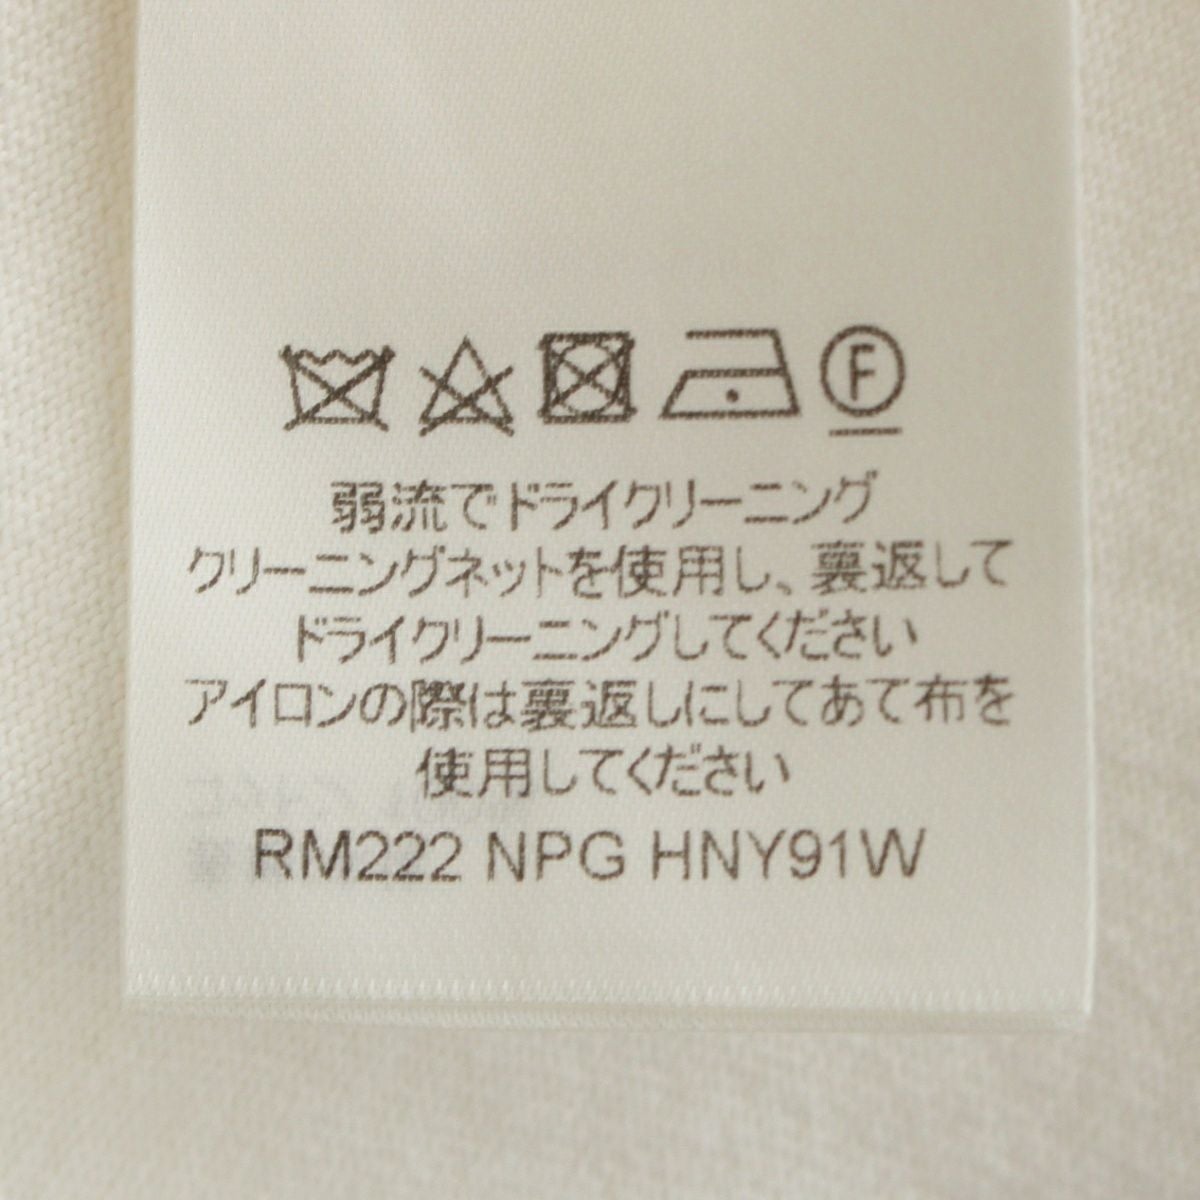 F
弱流でドライクリーニング
クリーニングネットを使用し、裏返して
ドライクリーニングしてください
アイロンの際は裏返しにしてあて布を
使用してください
RM222 NPG HNY91W